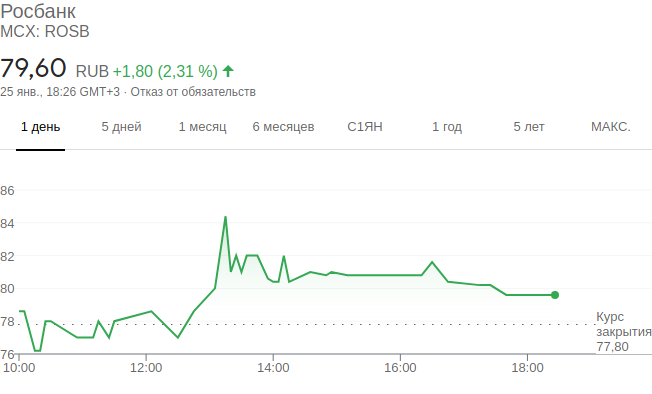 Росбанк
MCX: ROSB
79,60 RUB +1,80 (2,31 %)
25 янв., 18:26 GMT+3 · Отказ от обязательств
1 день 5 дней 1 месяц 6 месяцев С1ЯН 1 год 5 лет МАКС.
86
84
82
80
78
76
Курс
закрытия
77,80
10:00 12:00 14:00 16:00 18:00